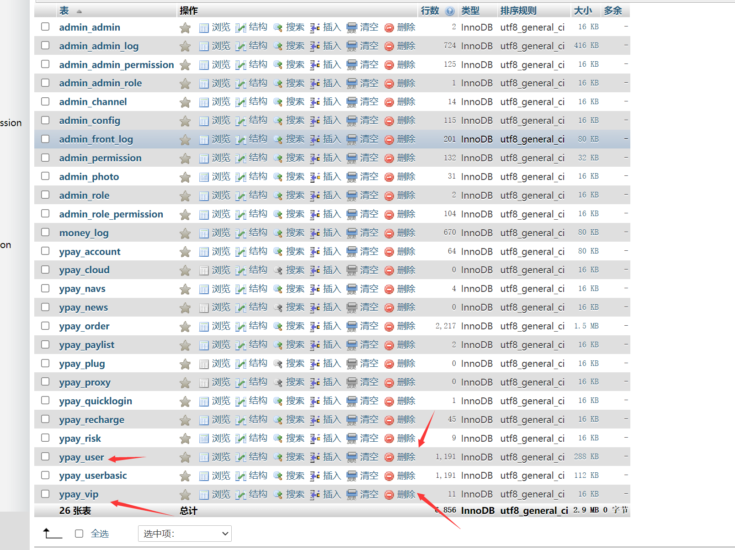 表 操作 行数 类型 排序规则 大小 多余
admin_admin 浏览 结构 搜索 插入 清空 删除 2 InnoDB utf8_general_ci 16 KB -
admin_admin_log 浏览 结构 搜索 插入 清空 删除 724 InnoDB utf8_general_ci 416 KB -
admin_admin_permission 浏览 结构 搜索 插入 清空 删除 125 InnoDB utf8_general_ci 16 KB -
admin_admin_role 浏览 结构 搜索 插入 清空 删除 1 InnoDB utf8_general_ci 16 KB -
admin_channel 浏览 结构 搜索 插入 清空 删除 14 InnoDB utf8_general_ci 16 KB -
admin_config 浏览 结构 搜索 插入 清空 删除 115 InnoDB utf8_general_ci 16 KB -
ssion
admin_front_log 浏览 结构 搜索 插入 清空 删除 201 InnoDB utf8_general_ci 80 KB -
admin_permission 浏览 结构 搜索 插入 清空 删除 132 InnoDB utf8_general_ci 32 KB -
admin_photo 浏览 结构 搜索 插入 清空 删除 31 InnoDB utf8_general_ci 16 KB -
admin_role 浏览 结构 搜索 插入 清空 删除 2 InnoDB utf8_general_ci 16 KB -
admin_role_permission 浏览 结构 搜索 插入 清空 删除 104 InnoDB utf8_general_ci 16 KB -
money_log 浏览 结构 搜索 插入 清空 删除 670 InnoDB utf8_general_ci 80 KB -
on
ypay_account 浏览 结构 搜索 插入 清空 删除 64 InnoDB utf8_general_ci 80 KB -
ypay_cloud 浏览 结构 搜索 插入 清空 删除 0 InnoDB utf8_general_ci 16 KB -
ypay_navs 浏览 结构 搜索 插入 清空 删除 4 InnoDB utf8_general_ci 16 KB -
ypay_news 浏览 结构 搜索 插入 清空 删除 0 InnoDB utf8_general_ci 16 KB -
ypay_order 浏览 结构 搜索 插入 清空 删除 2,217 InnoDB utf8_general_ci 1.5 MB -
ypay_paylist 浏览 结构 搜索 插入 清空 删除 2 InnoDB utf8_general_ci 16 KB -
ypay_plug 浏览 结构 搜索 插入 清空 删除 0 InnoDB utf8_general_ci 16 KB -
ypay_proxy 浏览 结构 搜索 插入 清空 删除 0 InnoDB utf8_general_ci 16 KB -
ypay_quicklogin 浏览 结构 搜索 插入 清空 删除 1 InnoDB utf8_general_ci 16 KB -
ypay_recharge 浏览 结构 搜索 插入 清空 删除 45 InnoDB utf8_general_ci 16 KB -
ypay_risk 浏览 结构 搜索 插入 清空 删除 9 InnoDB utf8_general_ci 16 KB -
ypay_user 浏览 结构 搜索 插入 清空 删除 1,191 InnoDB utf8_general_ci 288 KB -
ypay_userbasic 浏览 结构 搜索 插入 清空 删除 1,191 InnoDB utf8_general_ci 112 KB -
ypay_vip 浏览 结构 搜索 插入 清空 删除 11 InnoDB utf8_general_ci 16 KB -
26 张表 总计 InnoDB utf8_general_ci 2.9 MB 0 字节
全选 选中项: